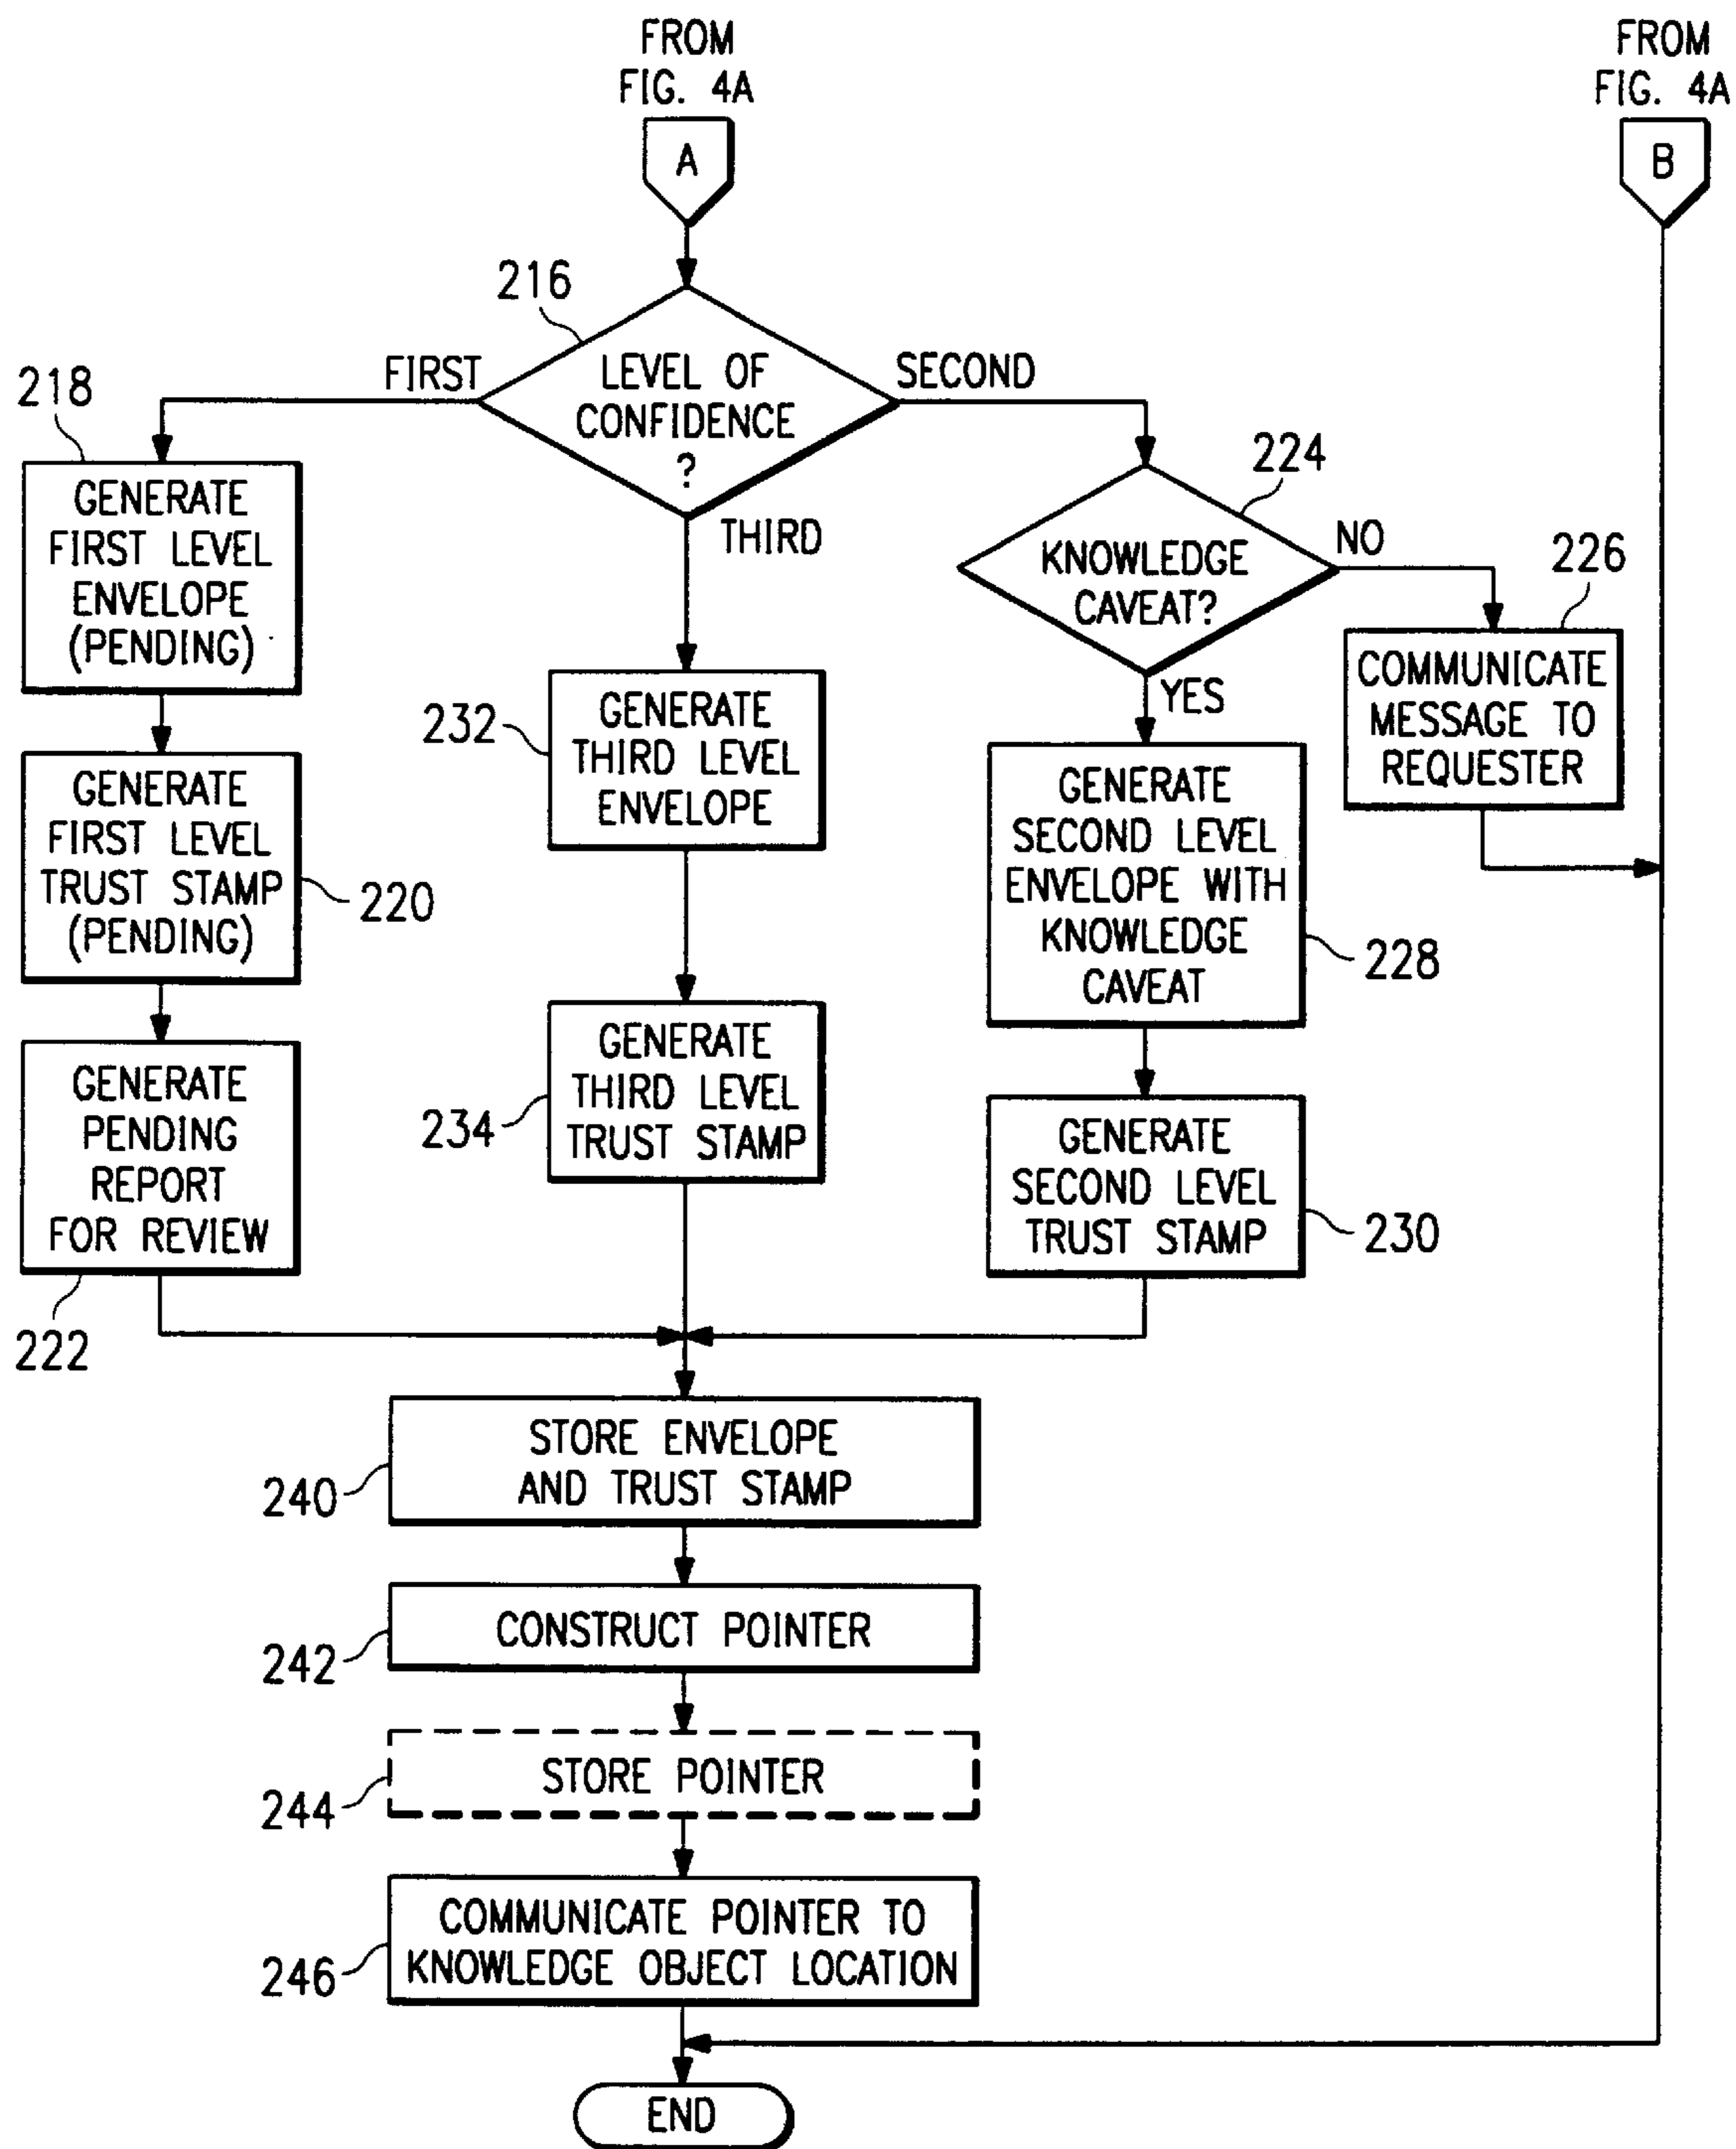 FROM
FIG. 4A
A
FROM
FIG. 4A
B
216
LEVEL OF
CONFIDENCE
?
FIRST
SECOND
THIRD
218
GENERATE
FIRST LEVEL
ENVELOPE
(PENDING)
GENERATE
FIRST LEVEL
TRUST STAMP
(PENDING)
220
GENERATE
PENDING
REPORT
FOR REVIEW
222
232
GENERATE
THIRD LEVEL
ENVELOPE
234
GENERATE
THIRD LEVEL
TRUST STAMP
224
KNOWLEDGE
CAVEAT?
NO
YES
226
COMMUNICATE
MESSAGE TO
REQUESTER
GENERATE
SECOND LEVEL
ENVELOPE WITH
KNOWLEDGE
CAVEAT
228
GENERATE
SECOND LEVEL
TRUST STAMP
230
STORE ENVELOPE
AND TRUST STAMP
240
CONSTRUCT POINTER
242
STORE POINTER
244
COMMUNICATE POINTER TO
KNOWLEDGE OBJECT LOCATION
246
END